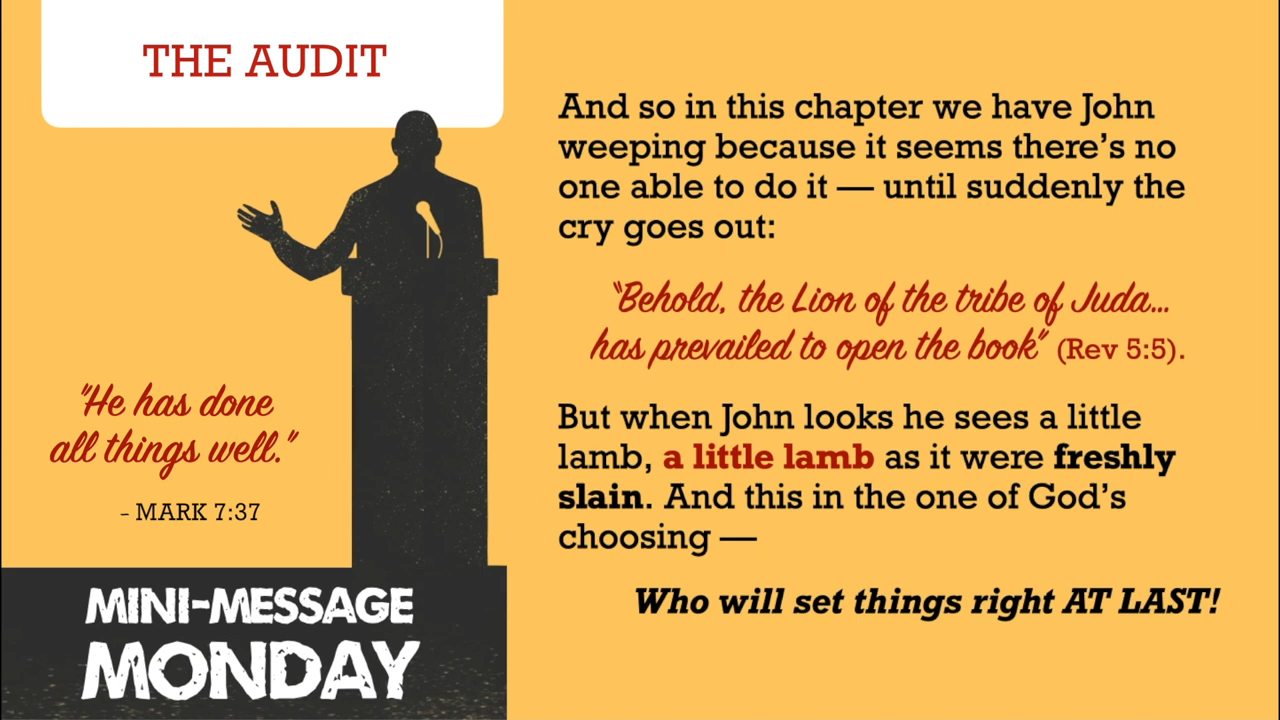 THE AUDIT
"He has done
all things well."
- MARK 7:37
MINI-MESSAGE
MONDAY
And so in this chapter we have John
weeping because it seems there's no
one able to do it — until suddenly the
cry goes out:
"Behold, the Lion of the tribe of Juda...
has prevailed to open the book" (Rev 5:5).
But when John looks he sees a little
lamb, a little lamb as it were freshly
slain. And this in the one of God's
choosing —
Who will set things right AT LAST!